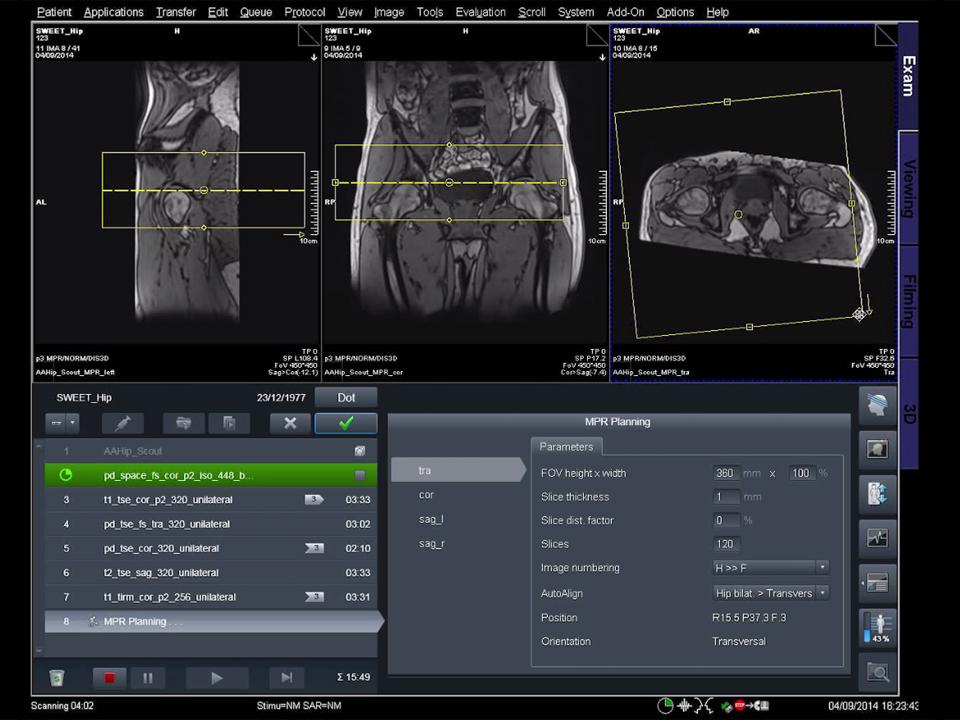 Patient Applications Transfer Edit Queue Protocol View Image Tools Evaluation Scroll System Add-On Options Help
SWEET_Hip
123
11 IMA 8 / 41
04/09/2014
H
AL
10cm
p3 MPR/NORM/DIS3D
AAHip_Scout_MPR_left
TP 0
SP L108.4
FoV 450*450
Sag>Cor(-12.1)
SWEET_Hip
123
9 IMA 5 / 9
04/09/2014
H
RP
10cm
p3 MPR/NORM/DIS3D
AAHip_Scout_MPR_cor
TP 0
SP P17.2
FoV 450*450
Cor>Sag(-7.4)
SWEET_Hip
123
10 IMA 8 / 15
04/09/2014
AR
RP
10cm
p3 MPR/NORM/DIS3D
AAHip_Scout_MPR_tra
TP 0
SP F32.6
FoV 450*450
Tra
Exam
Viewing
Filming
3D
SWEET_Hip 23/12/1977 Dot
1 AAHip_Scout
pd_space_fs_cor_p2_iso_448_b...
3 t1_tse_cor_p2_320_unilateral 3 03:33
4 pd_tse_fs_tra_320_unilateral 03:02
5 pd_tse_cor_320_unilateral 3 02:10
6 t2_tse_sag_320_unilateral 03:33
7 t1_tirm_cor_p2_256_unilateral 3 03:31
8 MPR Planning . . .
Σ 15:49
MPR Planning
tra
cor
sag_l
sag_r
Parameters
FOV height x width 360 mm x 100 %
Slice thickness 1 mm
Slice dist. factor 0 %
Slices 120
Image numbering H >> F
AutoAlign Hip bilat. > Transvers
Position R15.5 P37.3 F.3
Orientation Transversal
43 %
Scanning 04:02
Stimu=NM SAR=NM
STOP
04/09/2014 16:23:43